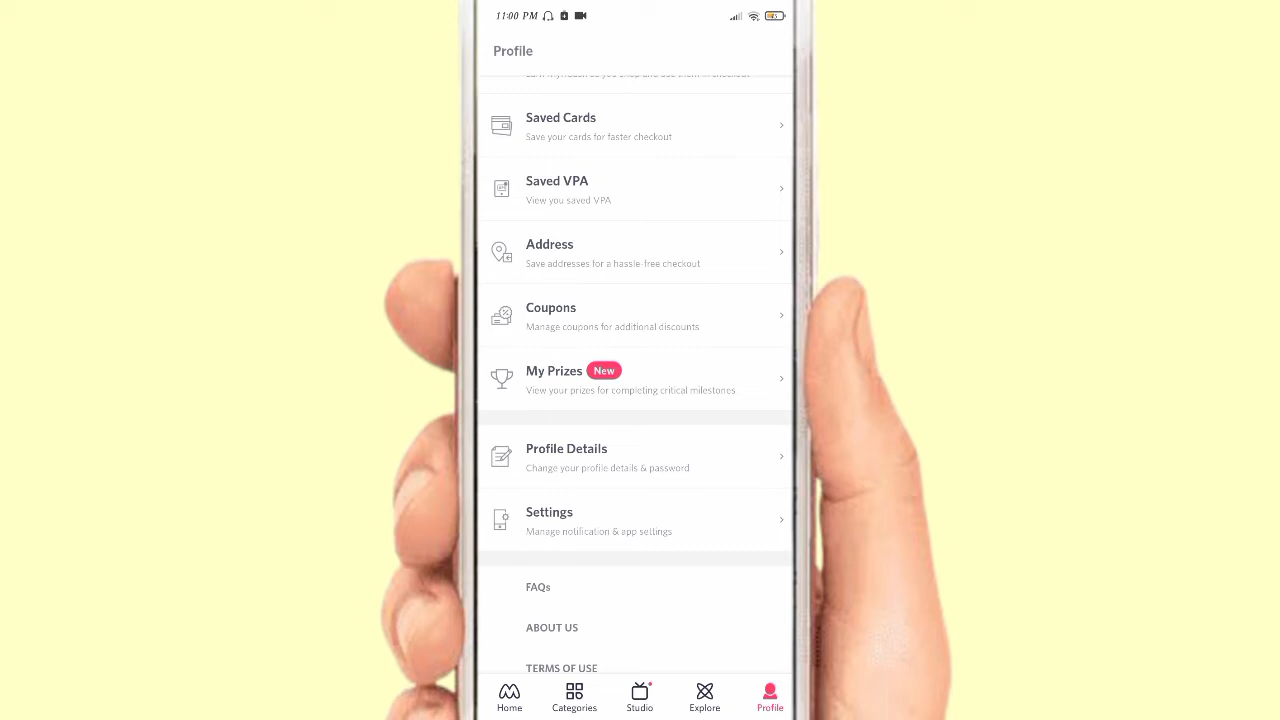 11:00 PM
Profile
Saved Cards
Save your cards for faster checkout
Saved VPA
View you saved VPA
Address
Save addresses for a hassle-free checkout
Coupons
Manage coupons for additional discounts
My Prizes New
View your prizes for completing critical milestones
Profile Details
Change your profile details & password
Settings
Manage notification & app settings
FAQs
ABOUT US
TERMS OF USE
Home Categories Studio Explore Profile